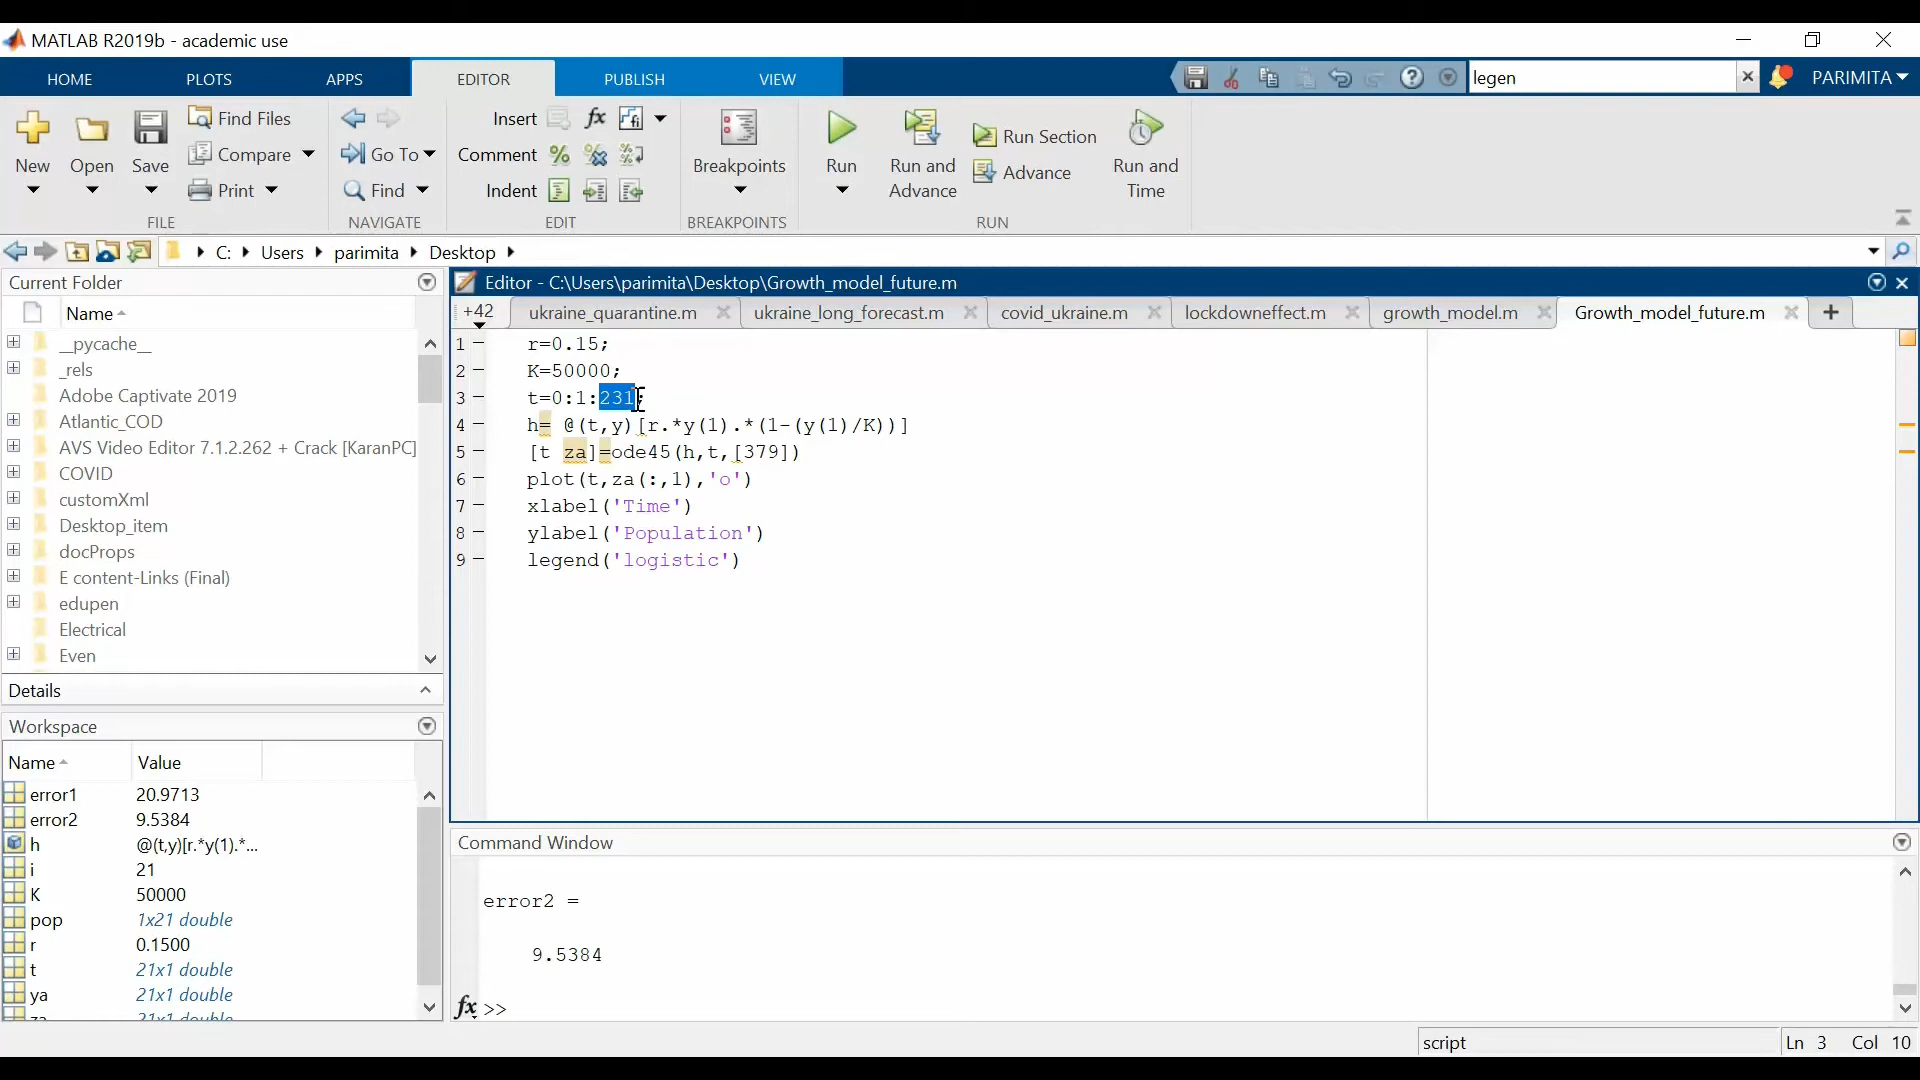 MATLAB R2019b - academic use
HOME PLOTS APPS EDITOR PUBLISH VIEW legen PARIMITA
New Open Save Find Files Compare Print
FILE
Go To Find
NAVIGATE
Insert fx
Comment
Indent
EDIT
Breakpoints
BREAKPOINTS
Run Run and Advance Run Section Advance Run and Time
RUN
C: Users parimita Desktop
Current Folder
Name
__pycache__
_rels
Adobe Captivate 2019
Atlantic_COD
AVS Video Editor 7.1.2.262 + Crack [KaranPC]
COVID
customXml
Desktop_item
docProps
E content-Links (Final)
edupen
Electrical
Even
Details
Workspace
Name Value
error1 20.9713
error2 9.5384
h @(t,y)[r.*y(1).*...
i 21
K 50000
pop 1x21 double
r 0.1500
t 21x1 double
ya 21x1 double
za 21x1 double
Editor - C:\Users\parimita\Desktop\Growth_model_future.m
+42 ukraine_quarantine.m ukraine_long_forecast.m covid_ukraine.m lockdowneffect.m growth_model.m Growth_model_future.m
1 r=0.15;
2 K=50000;
3 t=0:1:231;
4 h= @(t,y)[r.*y(1).*(1-(y(1)/K))]
5 [t za]=ode45(h,t,[379])
6 plot(t,za(:,1),'o')
7 xlabel('Time')
8 ylabel('Population')
9 legend('logistic')
Command Window
error2 =
9.5384
fx >>
script Ln 3 Col 10